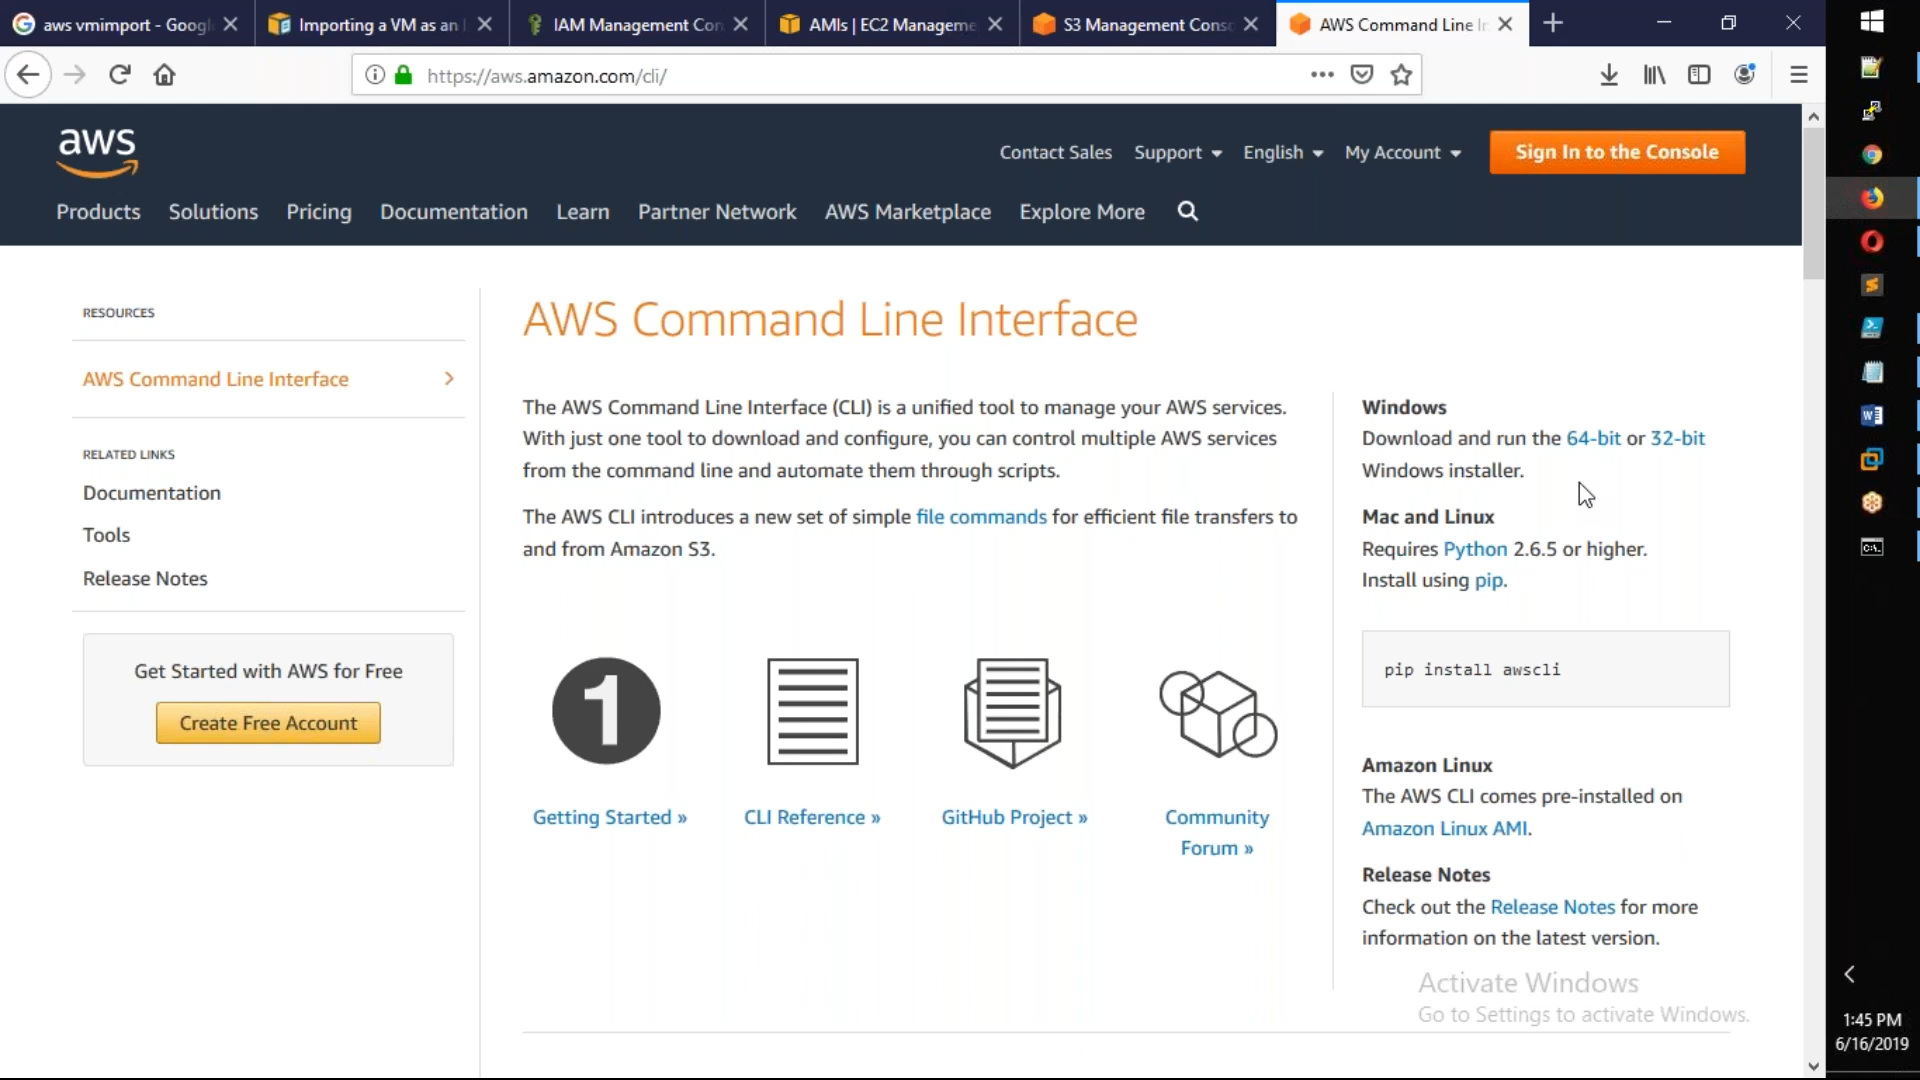 aws vmimport - Googl
Importing a VM as an I
IAM Management Con
AMIs | EC2 Manageme
S3 Management Conso
AWS Command Line In
https://aws.amazon.com/cli/
aws
Contact Sales Support English My Account Sign In to the Console
Products Solutions Pricing Documentation Learn Partner Network AWS Marketplace Explore More
RESOURCES
AWS Command Line Interface
RELATED LINKS
Documentation
Tools
Release Notes
Get Started with AWS for Free
Create Free Account
AWS Command Line Interface
The AWS Command Line Interface (CLI) is a unified tool to manage your AWS services.
With just one tool to download and configure, you can control multiple AWS services
from the command line and automate them through scripts.
The AWS CLI introduces a new set of simple file commands for efficient file transfers to
and from Amazon S3.
1
Getting Started »
CLI Reference »
GitHub Project »
Community
Forum »
Windows
Download and run the 64-bit or 32-bit
Windows installer.
Mac and Linux
Requires Python 2.6.5 or higher.
Install using pip.
pip install awscli
Amazon Linux
The AWS CLI comes pre-installed on
Amazon Linux AMI.
Release Notes
Check out the Release Notes for more
information on the latest version.
Activate Windows
Go to Settings to activate Windows.
1:45 PM
6/16/2019